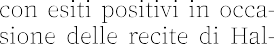 con esiti positivi in occa-
sione delle recite di Hal-